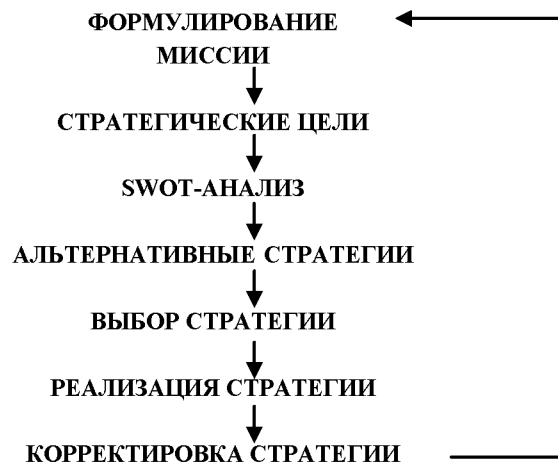 ФОРМУЛИРОВАНИЕ
МИССИИ
СТРАТЕГИЧЕСКИЕ ЦЕЛИ
SWOT-АНАЛИЗ
АЛЬТЕРНАТИВНЫЕ СТРАТЕГИИ
ВЫБОР СТРАТЕГИИ
РЕАЛИЗАЦИЯ СТРАТЕГИИ
КОРРЕКТИРОВКА СТРАТЕГИИ